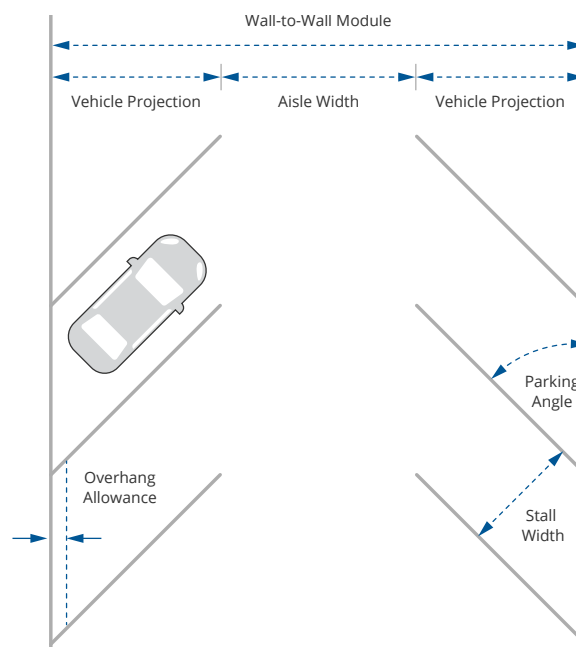 Wall-to-Wall Module
Vehicle Projection
Aisle Width
Vehicle Projection
Parking
Angle
Overhang
Allowance
Stall
Width